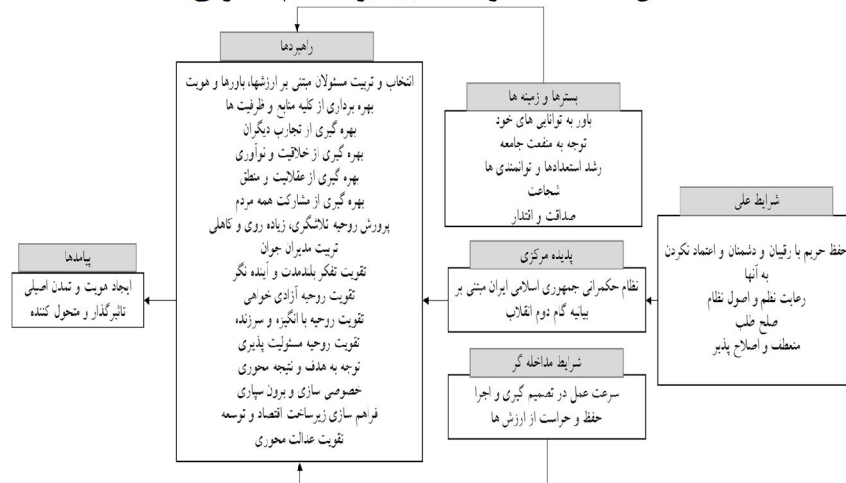 راهبردها
انتخاب و تربیت مسئولان مبتنی بر ارزشها، باورها و هویت
بهره برداری از کلیه منابع و ظرفیت ها
بهره گیری از تجارب دیگران
بهره گیری از خلاقیت و نوآوری
بهره گیری از عقلانیت و منطق
بهره گیری از مشارکت همه مردم
پرورش روحیه تلاشگری، زیاده روی و کاهلی
تربیت مدیران جوان
تقویت تفکر بلندمدت و آینده نگر
تقویت روحیه آزادی خواهی
تقویت روحیه با انگیزه و سرزنده
تقویت روحیه مسئولیت پذیری
توجه به هدف و نتیجه محوری
خصوصی سازی و برون سپاری
فراهم سازی زیرساخت اقتصاد و توسعه
تقویت عدالت محوری
بسترها و زمینه ها
باور به توانایی های خود
توجه به منفعت جامعه
رشد استعدادها و توانمندی ها
شجاعت
صداقت و اقتدار
شرایط علی
حفظ حریم با رقیبان و دشمنان و اعتماد نکردن
به آنها
رعایت نظم و اصول نظام
صلح طلب
منعطف و اصلاح پذیر
پدیده مرکزی
نظام حکمرانی جمهوری اسلامی ایران مبتنی بر
بیانیه گام دوم انقلاب
پیامدها
ایجاد هویت و تمدن اصیلی
تاثیرگذار و متحول کننده
شرایط مداخله گر
سرعت عمل در تصمیم گیری و اجرا
حفظ و حراست از ارزش ها